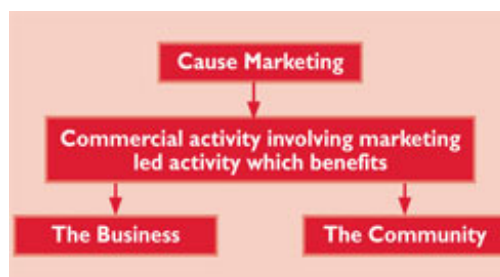 Cause Marketing
Commercial activity involving marketing
led activity which benefits
The Business
The Community